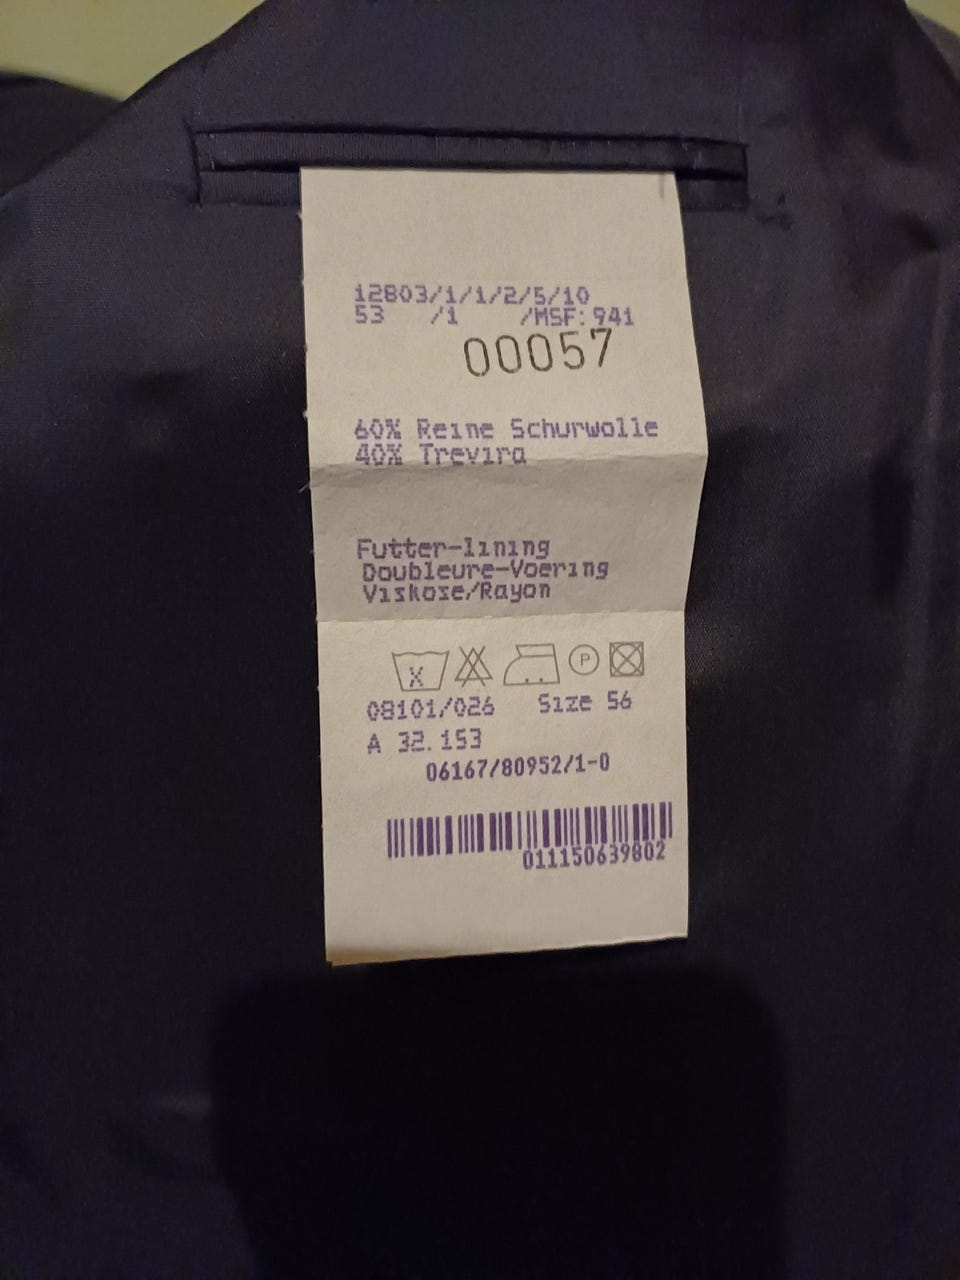 12803/1/1/2/5/10
53 /1 /MSF:941
00057
60% Reine Schurwolle
40% Trevira
Futter-lining
Doubleure-Voering
Viskose/Rayon
X P
08101/026 Size 56
A 32.153
06167/80952/1-0
011150639802